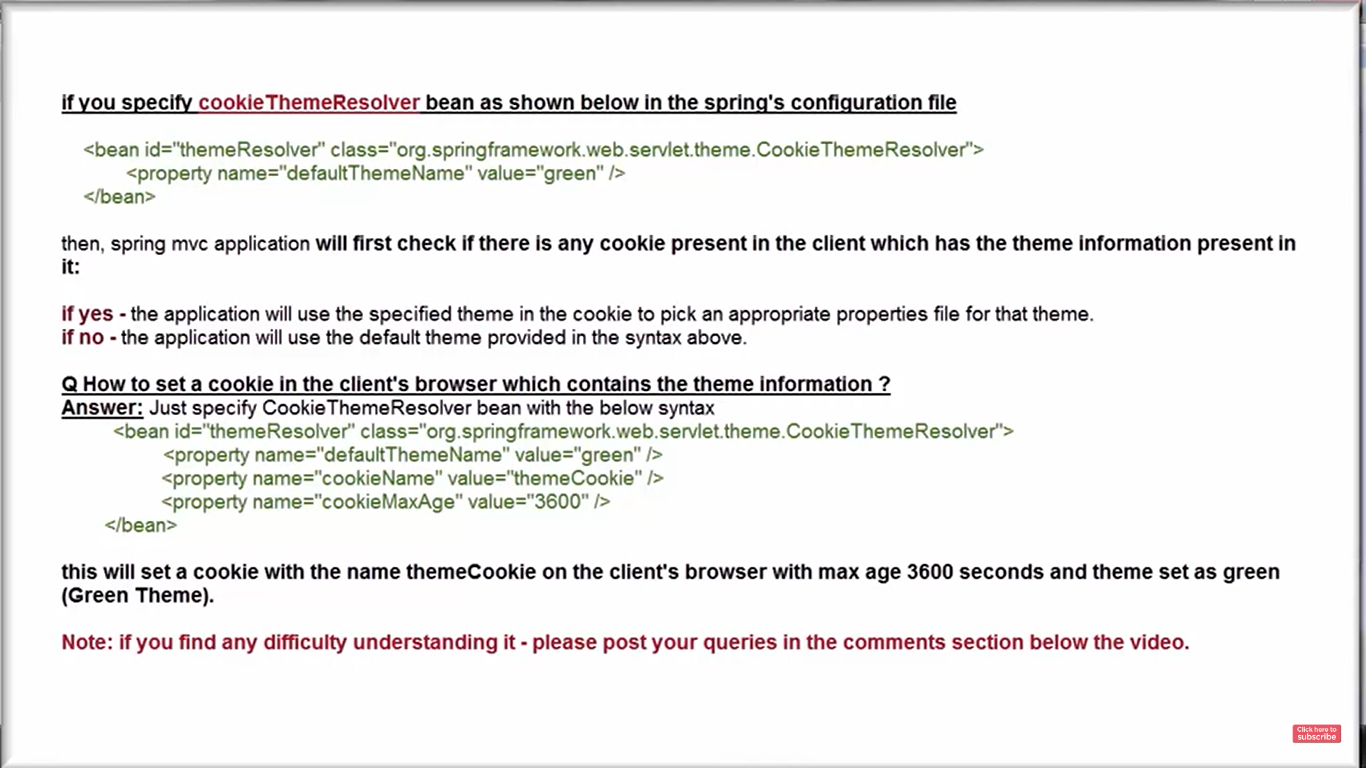 if you specify cookieThemeResolver bean as shown below in the spring's configuration file
<bean id="themeResolver" class="org.springframework.web.servlet.theme.CookieThemeResolver">
<property name="defaultThemeName" value="green" />
</bean>
then, spring mvc application will first check if there is any cookie present in the client which has the theme information present in
it:
if yes - the application will use the specified theme in the cookie to pick an appropriate properties file for that theme.
if no - the application will use the default theme provided in the syntax above.
Q How to set a cookie in the client's browser which contains the theme information ?
Answer: Just specify CookieThemeResolver bean with the below syntax
<bean id="themeResolver" class="org.springframework.web.servlet.theme.CookieThemeResolver">
<property name="defaultThemeName" value="green" />
<property name="cookieName" value="themeCookie" />
<property name="cookieMaxAge" value="3600" />
</bean>
this will set a cookie with the name themeCookie on the client's browser with max age 3600 seconds and theme set as green
(Green Theme).
Note: if you find any difficulty understanding it - please post your queries in the comments section below the video.
Click here to
subscribe